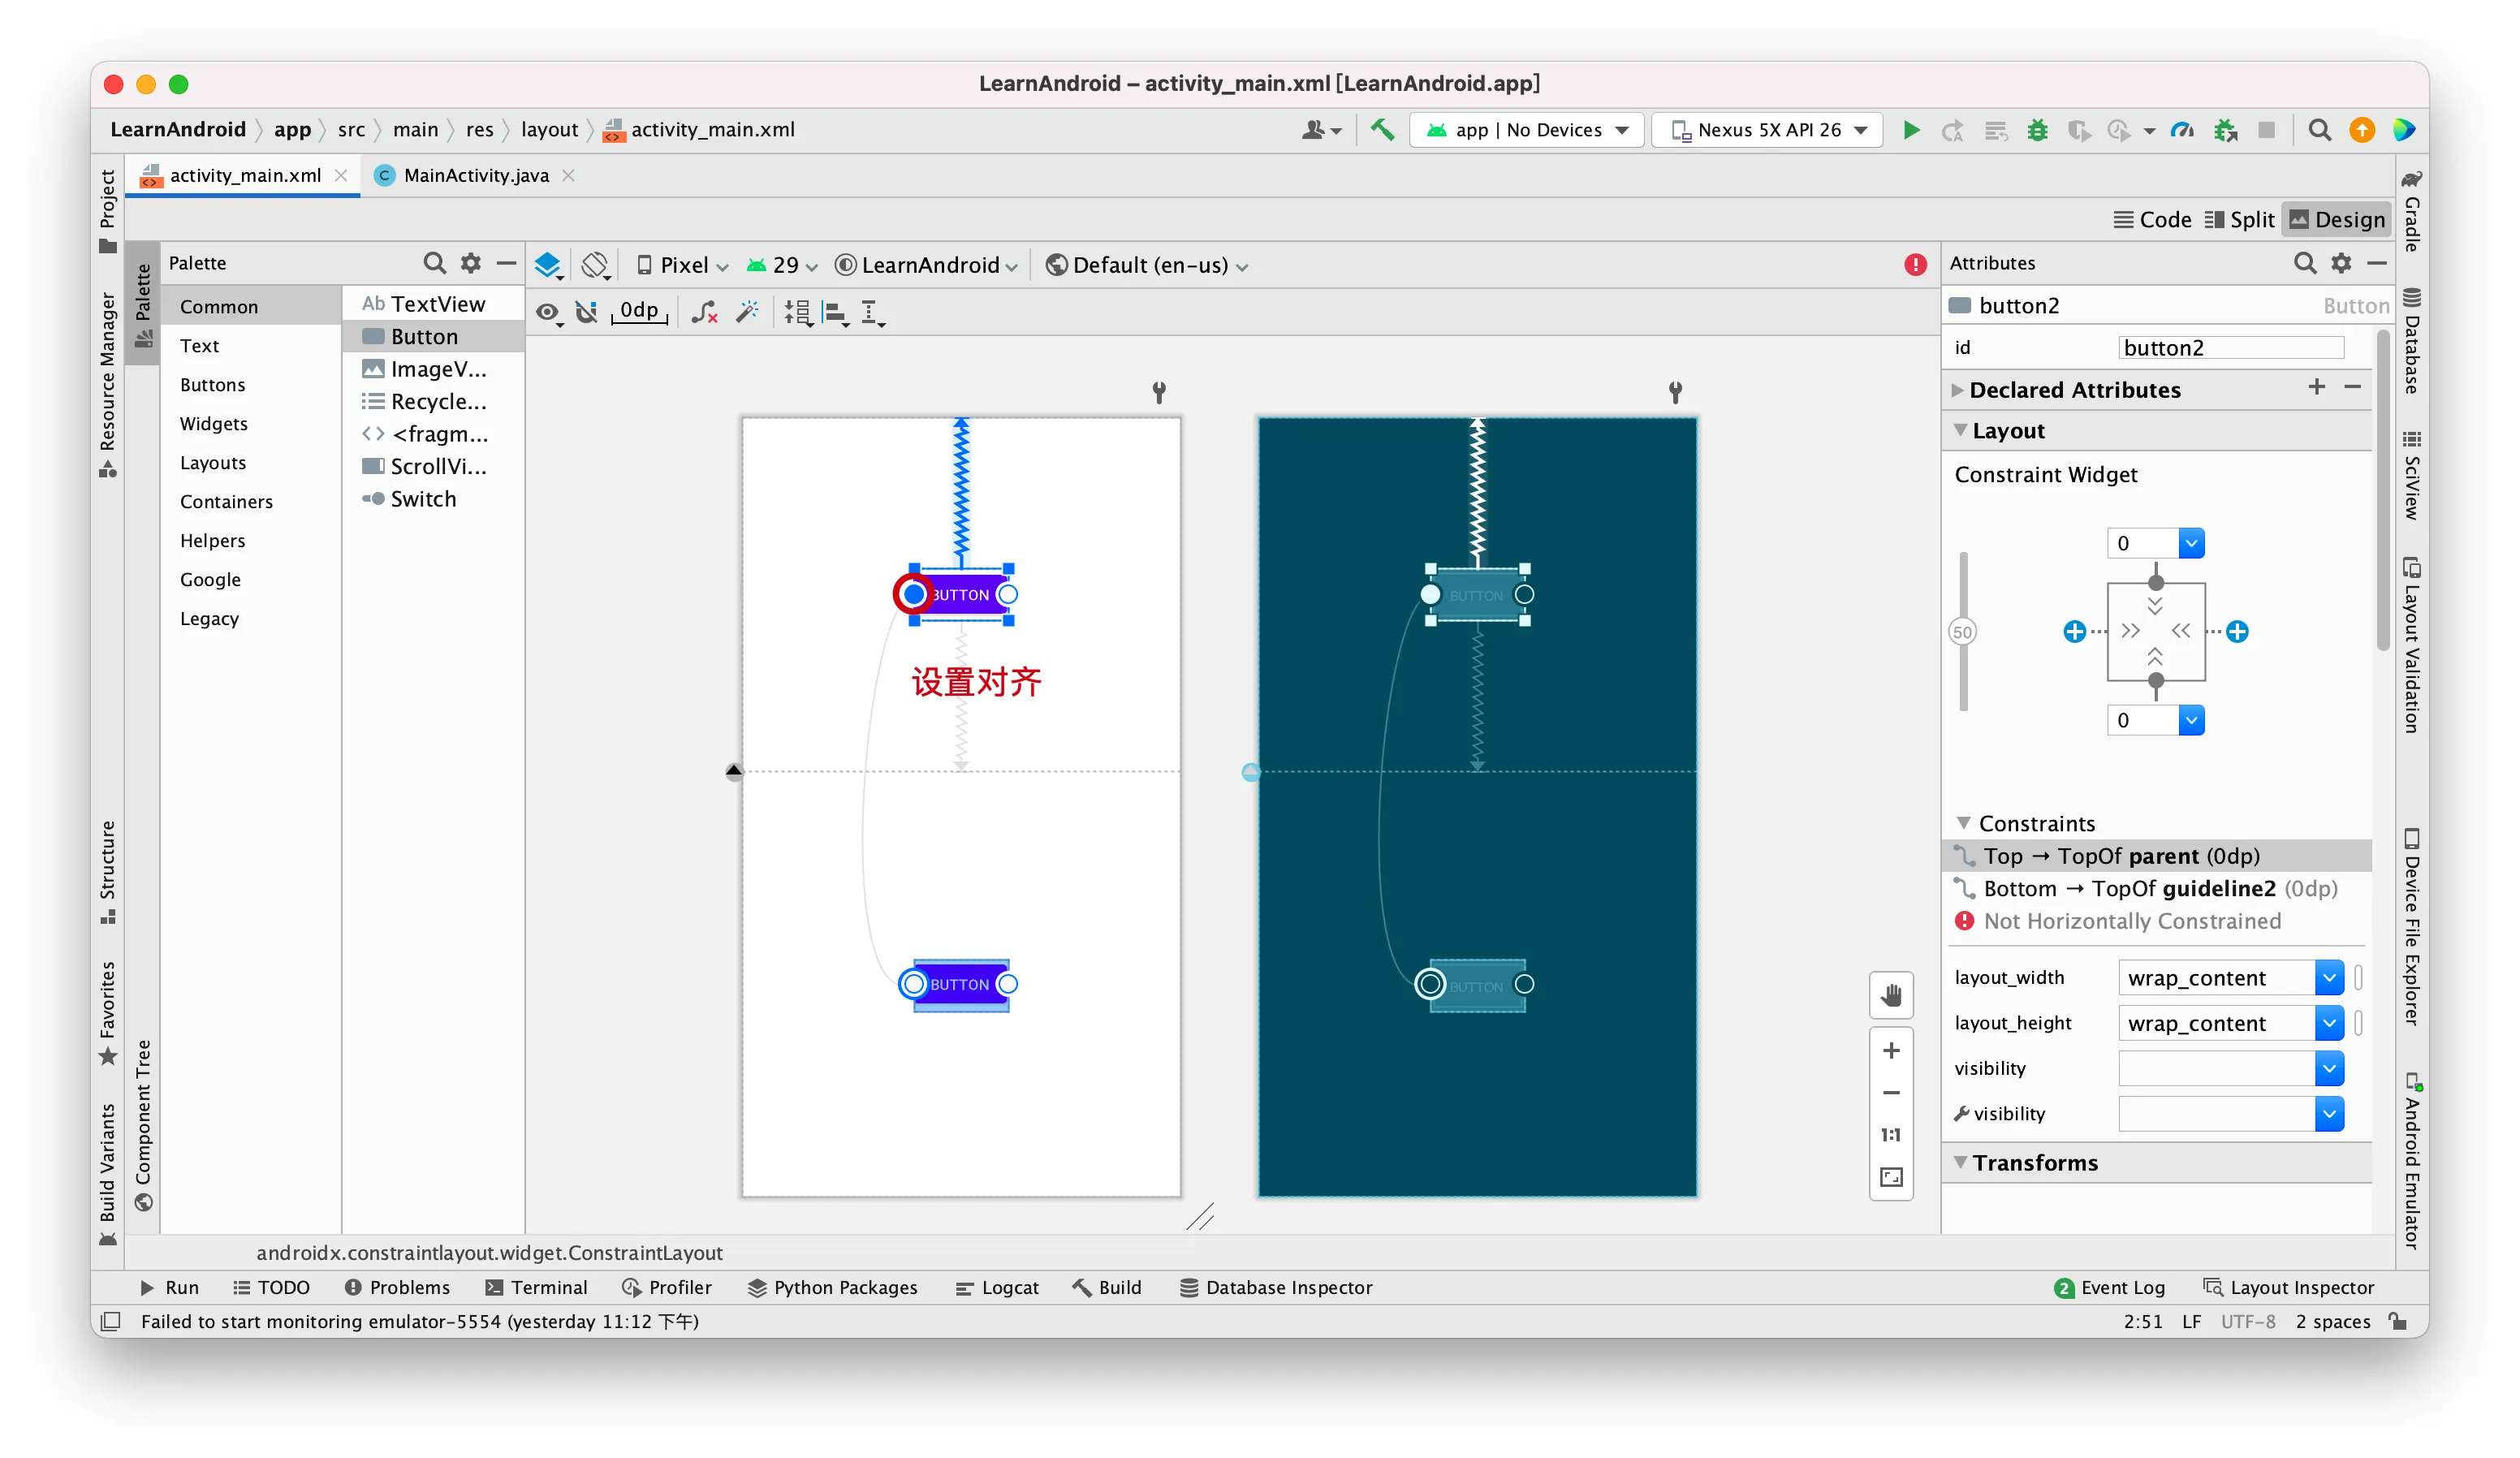 LearnAndroid – activity_main.xml [LearnAndroid.app]
LearnAndroid app src main res layout activity_main.xml
app | No Devices
Nexus 5X API 26
activity_main.xml
MainActivity.java
Code
Split
Design
Project
Resource Manager
Structure
Favorites
Build Variants
Palette
Component Tree
Palette
Common
Text
Buttons
Widgets
Layouts
Containers
Helpers
Google
Legacy
Ab TextView
Button
ImageV...
Recycle...
<fragm...
ScrollVi...
Switch
Pixel
29
LearnAndroid
Default (en-us)
0dp
BUTTON
设置对齐
BUTTON
BUTTON
BUTTON
1:1
Attributes
button2
Button
id
button2
Declared Attributes
Layout
Constraint Widget
0
50
0
Constraints
Top → TopOf parent (0dp)
Bottom → TopOf guideline2 (0dp)
Not Horizontally Constrained
layout_width
wrap_content
layout_height
wrap_content
visibility
visibility
Transforms
Gradle
Database
SciView
Layout Validation
Device File Explorer
Android Emulator
androidx.constraintlayout.widget.ConstraintLayout
Run
TODO
Problems
Terminal
Profiler
Python Packages
Logcat
Build
Database Inspector
2 Event Log
Layout Inspector
Failed to start monitoring emulator-5554 (yesterday 11:12 下午)
2:51 LF UTF-8 2 spaces